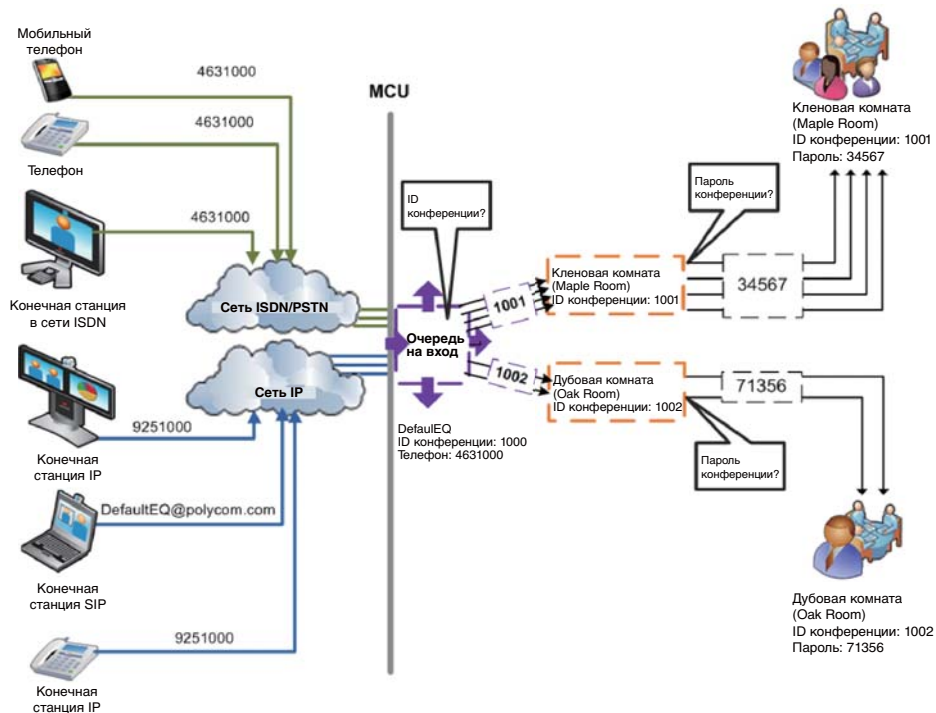 Мобильный
телефон
4631000
MCU
4631000
Телефон
4631000
Конечная станция
в сети ISDN
Сеть ISDN/PSTN
Сеть IP
9251000
Конечная
станция IP
DefaultEQ@polycom.com
Конечная
станция SIP
9251000
Конечная
станция IP
ID
конференции?
Очередь
на вход
DefaulEQ
ID конференции: 1000
Телефон: 4631000
1001
1002
Кленовая комната
(Maple Room)
ID конференции: 1001
Дубовая комната
(Oak Room)
ID конференции: 1002
Пароль
конференции?
34567
71356
Пароль
конференции?
Кленовая комната
(Maple Room)
ID конференции: 1001
Пароль: 34567
Дубовая комната
(Oak Room)
ID конференции: 1002
Пароль: 71356